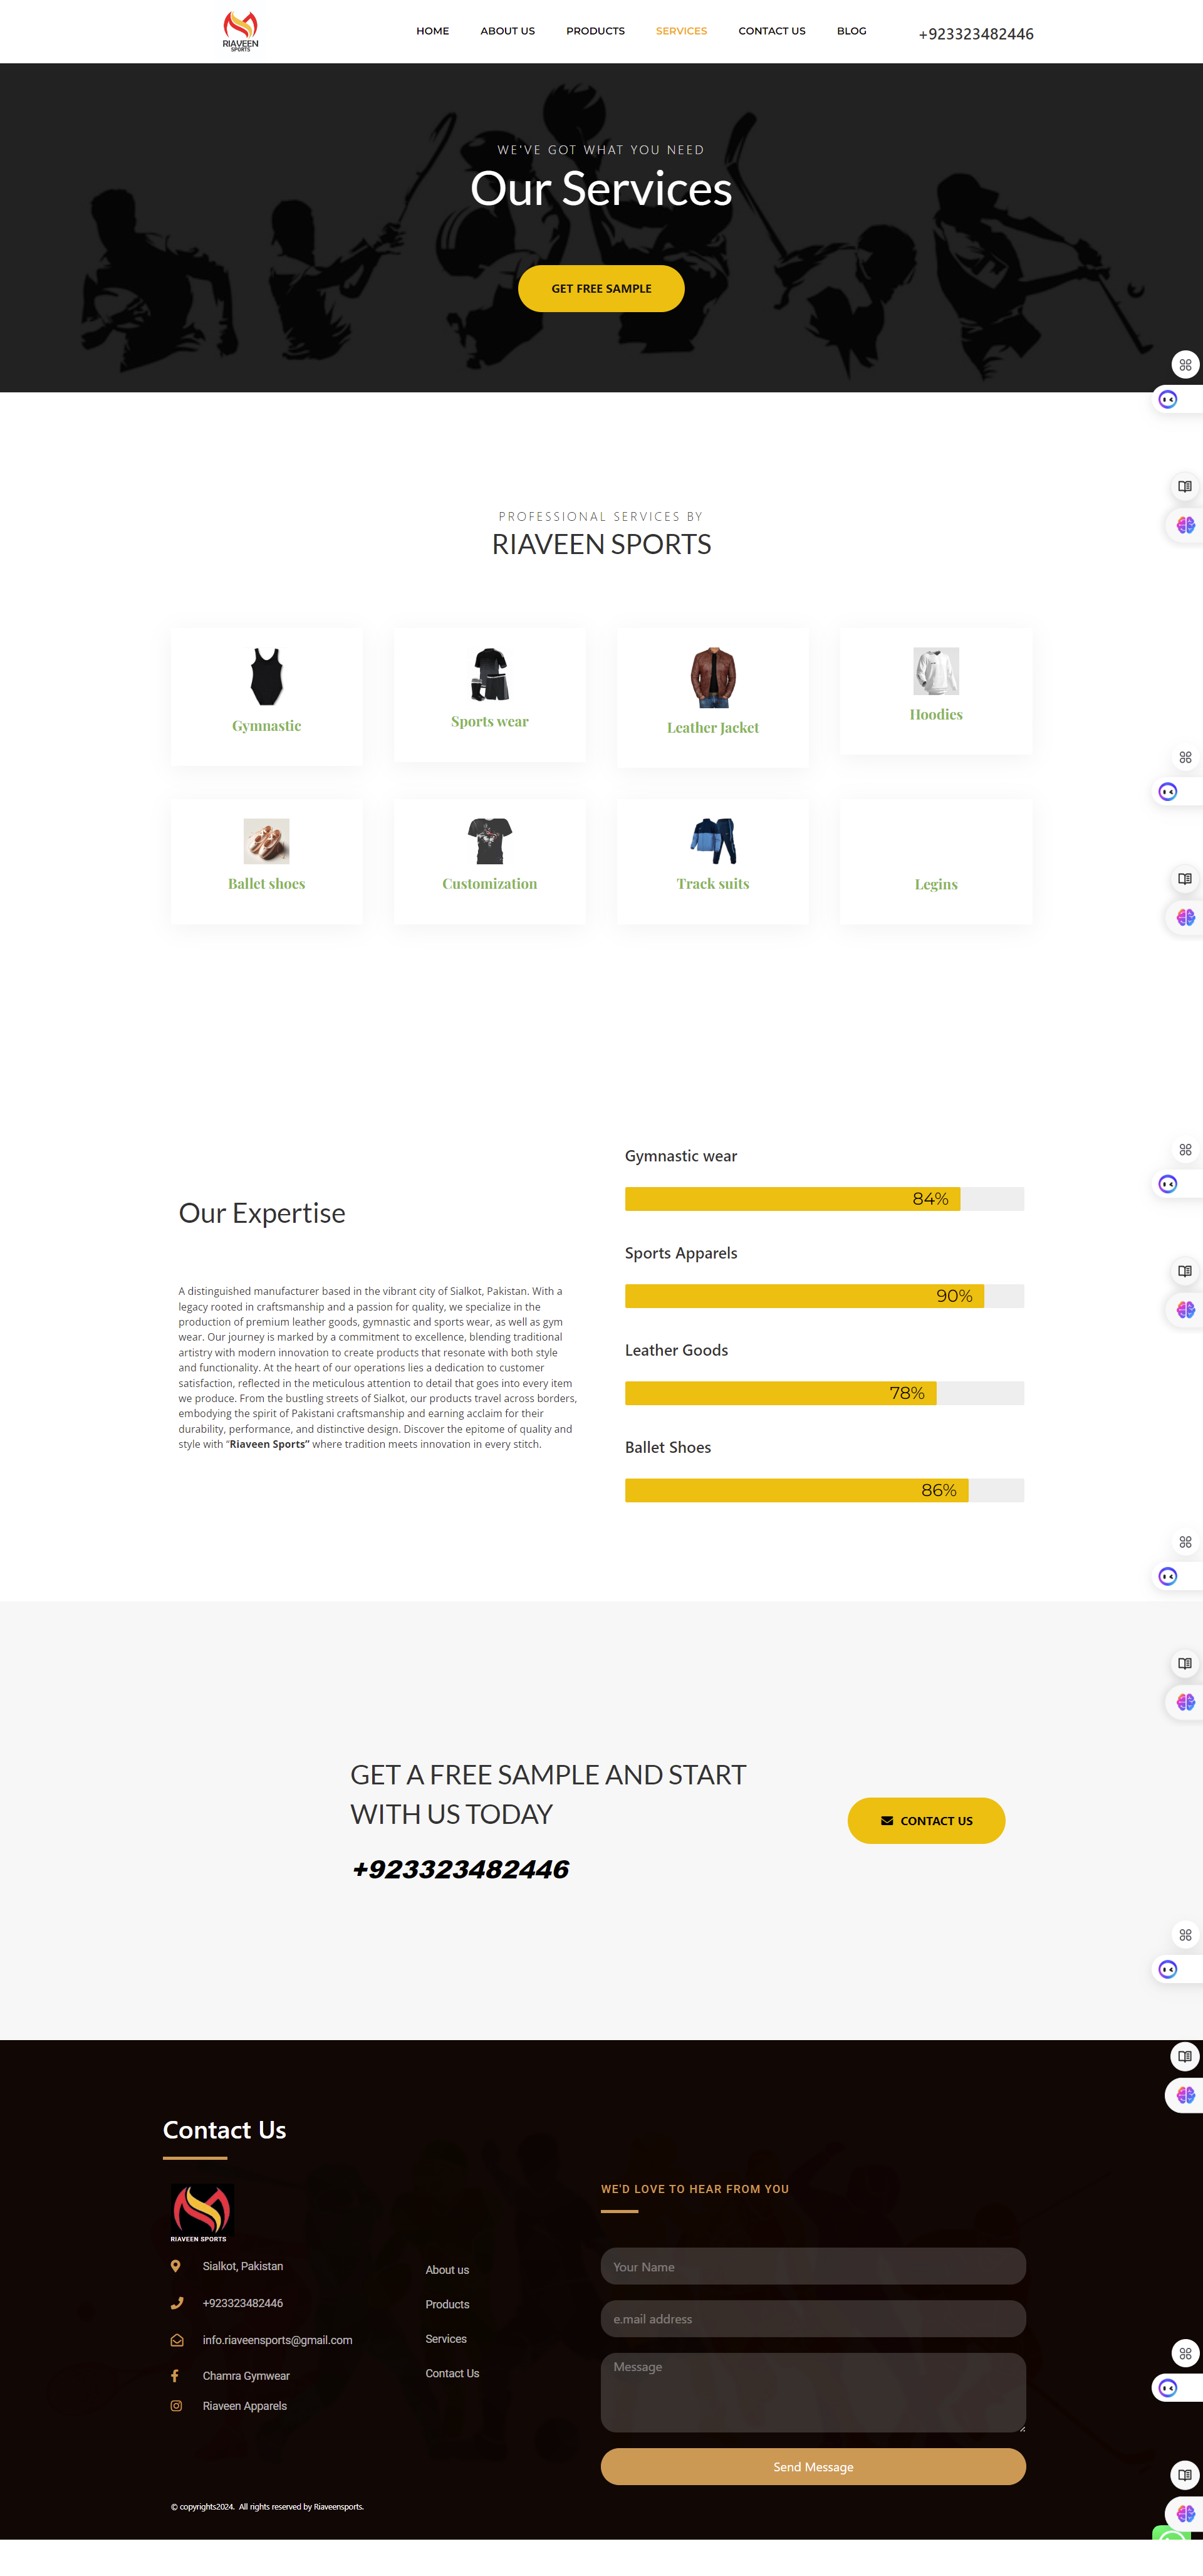 RIAVEEN
SPORTS
HOME
ABOUT US
PRODUCTS
SERVICES
CONTACT US
BLOG
+923323482446
WE'VE GOT WHAT YOU NEED
Our Services
GET FREE SAMPLE
PROFESSIONAL SERVICES BY
RIAVEEN SPORTS
Gymnastic
Sports wear
Leather Jacket
Hoodies
Ballet shoes
Customization
Track suits
Legins
Our Expertise
A distinguished manufacturer based in the vibrant city of Sialkot, Pakistan. With a
legacy rooted in craftsmanship and a passion for quality, we specialize in the
production of premium leather goods, gymnastic and sports wear, as well as gym
wear. Our journey is marked by a commitment to excellence, blending traditional
artistry with modern innovation to create products that resonate with both style
and functionality. At the heart of our operations lies a dedication to customer
satisfaction, reflected in the meticulous attention to detail that goes into every item
we produce. From the bustling streets of Sialkot, our products travel across borders,
embodying the spirit of Pakistani craftsmanship and earning acclaim for their
durability, performance, and distinctive design. Discover the epitome of quality and
style with “Riaveen Sports” where tradition meets innovation in every stitch.
Gymnastic wear
84%
Sports Apparels
90%
Leather Goods
78%
Ballet Shoes
86%
GET A FREE SAMPLE AND START
WITH US TODAY
+923323482446
CONTACT US
Contact Us
RIAVEEN SPORTS
Sialkot, Pakistan
+923323482446
info.riaveensports@gmail.com
Chamra Gymwear
Riaveen Apparels
About us
Products
Services
Contact Us
WE'D LOVE TO HEAR FROM YOU
Your Name
e.mail address
Message
Send Message
© copyrights2024. All rights reserved by Riaveensports.